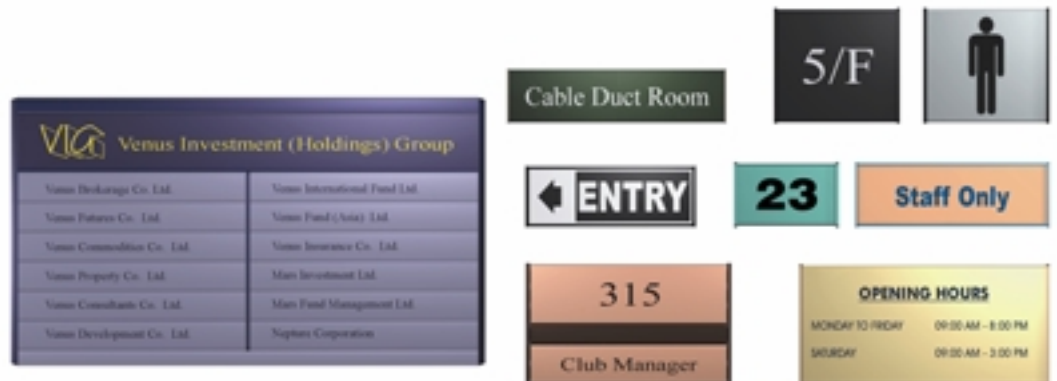 VIG Venus Investment (Holdings) Group
Venus Brokerage Co. Ltd.
Venus Futures Co. Ltd.
Venus Commodities Co. Ltd.
Venus Property Co. Ltd.
Venus Consultants Co. Ltd.
Venus Development Co. Ltd.
Venus International Fund Ltd.
Venus Fund (Asia) Ltd.
Venus Insurance Co. Ltd.
Mars Investment Ltd.
Mars Fund Management Ltd.
Nepture Corporation
Cable Duct Room
5/F
ENTRY
23
Staff Only
315
Club Manager
OPENING HOURS
MONDAY TO FRIDAY 09:00 AM - 8:00 PM
SATURDAY 09:00 AM - 3:00 PM